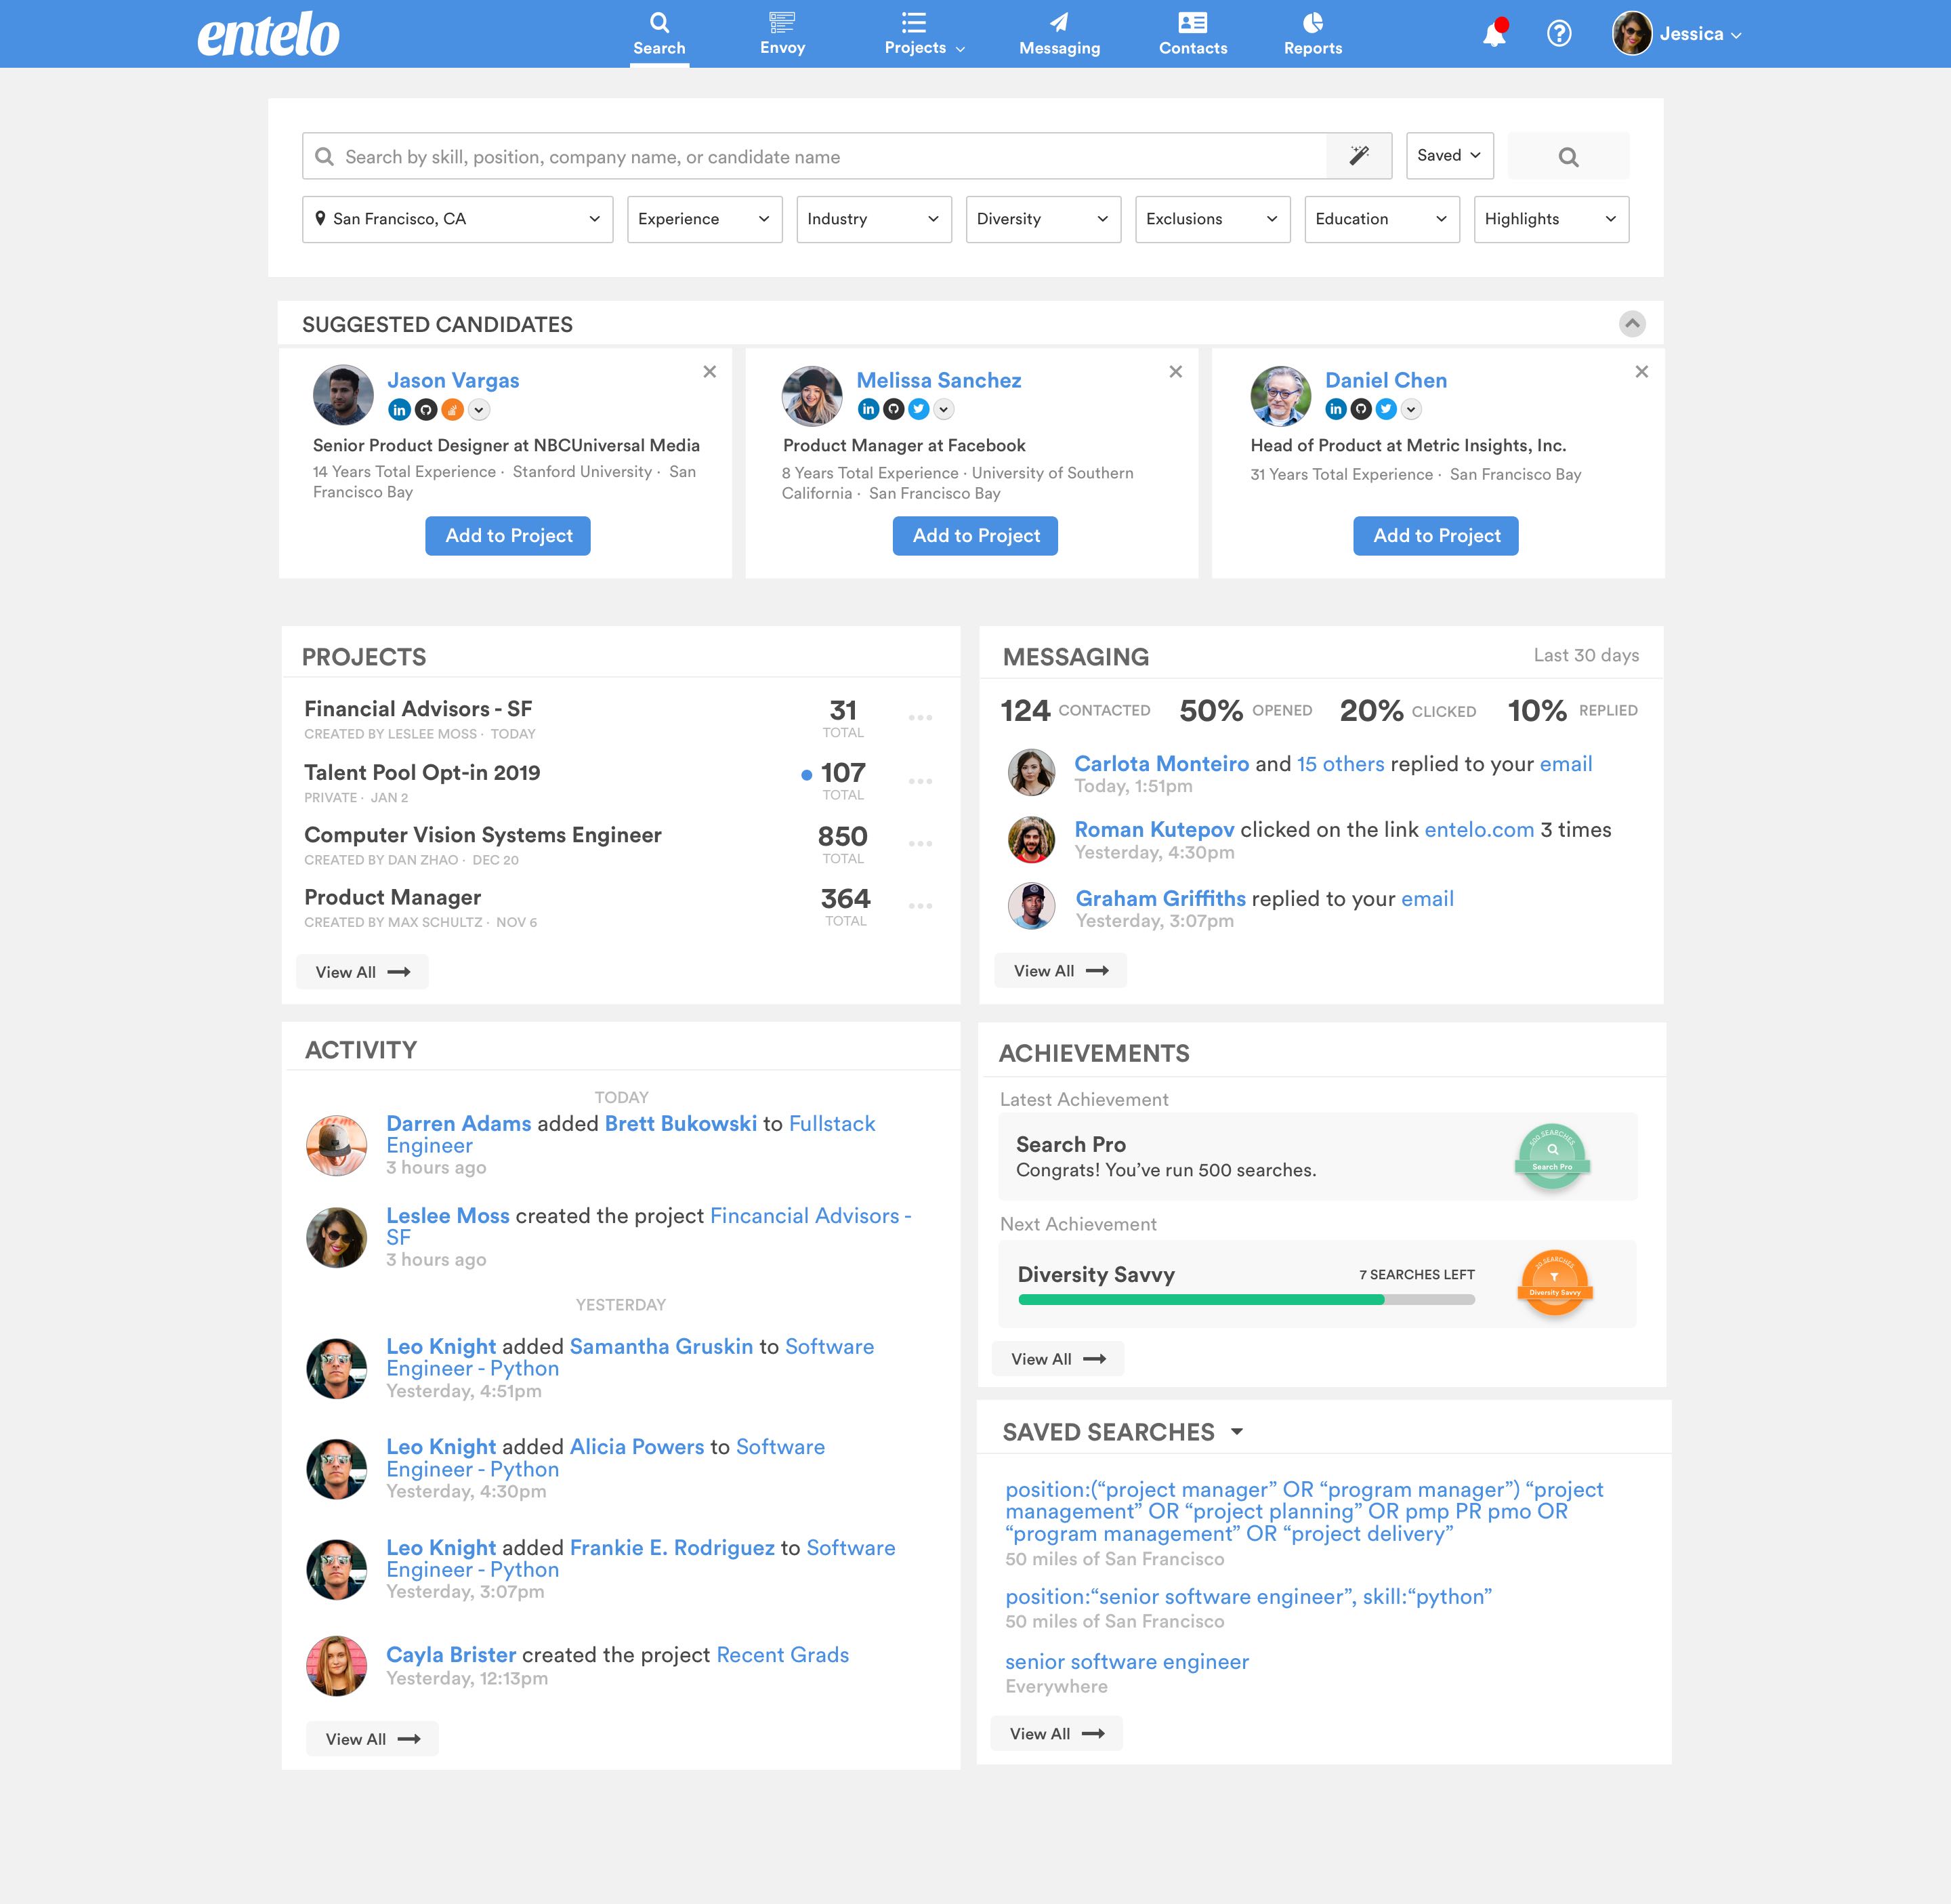 entelo
Search
Envoy
Projects
Messaging
Contacts
Reports
Jessica
Search by skill, position, company name, or candidate name
Saved
San Francisco, CA
Experience
Industry
Diversity
Exclusions
Education
Highlights
SUGGESTED CANDIDATES
Jason Vargas
Senior Product Designer at NBCUniversal Media
14 Years Total Experience · Stanford University · San
Francisco Bay
Add to Project
Melissa Sanchez
Product Manager at Facebook
8 Years Total Experience · University of Southern
California · San Francisco Bay
Add to Project
Daniel Chen
Head of Product at Metric Insights, Inc.
31 Years Total Experience · San Francisco Bay
Add to Project
PROJECTS
Financial Advisors - SF
CREATED BY LESLEE MOSS · TODAY
31
TOTAL
Talent Pool Opt-in 2019
PRIVATE · JAN 2
107
TOTAL
Computer Vision Systems Engineer
CREATED BY DAN ZHAO · DEC 20
850
TOTAL
Product Manager
CREATED BY MAX SCHULTZ · NOV 6
364
TOTAL
View All
MESSAGING
Last 30 days
124 CONTACTED 50% OPENED 20% CLICKED 10% REPLIED
Carlota Monteiro and 15 others replied to your email
Today, 1:51pm
Roman Kutepov clicked on the link entelo.com 3 times
Yesterday, 4:30pm
Graham Griffiths replied to your email
Yesterday, 3:07pm
View All
ACTIVITY
TODAY
Darren Adams added Brett Bukowski to Fullstack
Engineer
3 hours ago
Leslee Moss created the project Fincancial Advisors -
SF
3 hours ago
YESTERDAY
Leo Knight added Samantha Gruskin to Software
Engineer - Python
Yesterday, 4:51pm
Leo Knight added Alicia Powers to Software
Engineer - Python
Yesterday, 4:30pm
Leo Knight added Frankie E. Rodriguez to Software
Engineer - Python
Yesterday, 3:07pm
Cayla Brister created the project Recent Grads
Yesterday, 12:13pm
View All
ACHIEVEMENTS
Latest Achievement
Search Pro
Congrats! You’ve run 500 searches.
500 SEARCHES
Search Pro
Next Achievement
Diversity Savvy
7 SEARCHES LEFT
SEARCHES
Diversity Savvy
View All
SAVED SEARCHES
position:(“project manager” OR “program manager”) “project
management” OR “project planning” OR pmp PR pmo OR
“program management” OR “project delivery”
50 miles of San Francisco
position:“senior software engineer”, skill:“python”
50 miles of San Francisco
senior software engineer
Everywhere
View All